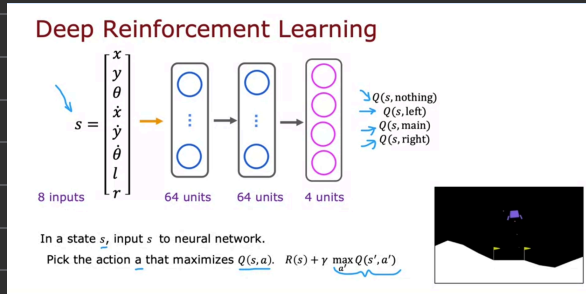 Deep Reinforcement Learning
s = [x y θ ẋ ẏ θ̇ l r]
Q(s, nothing)
Q(s, left)
Q(s, main)
Q(s, right)
8 inputs 64 units 64 units 4 units
In a state s, input s to neural network.
Pick the action a that maximizes Q(s, a). R(s) + γ max Q(s′, a′)
a′